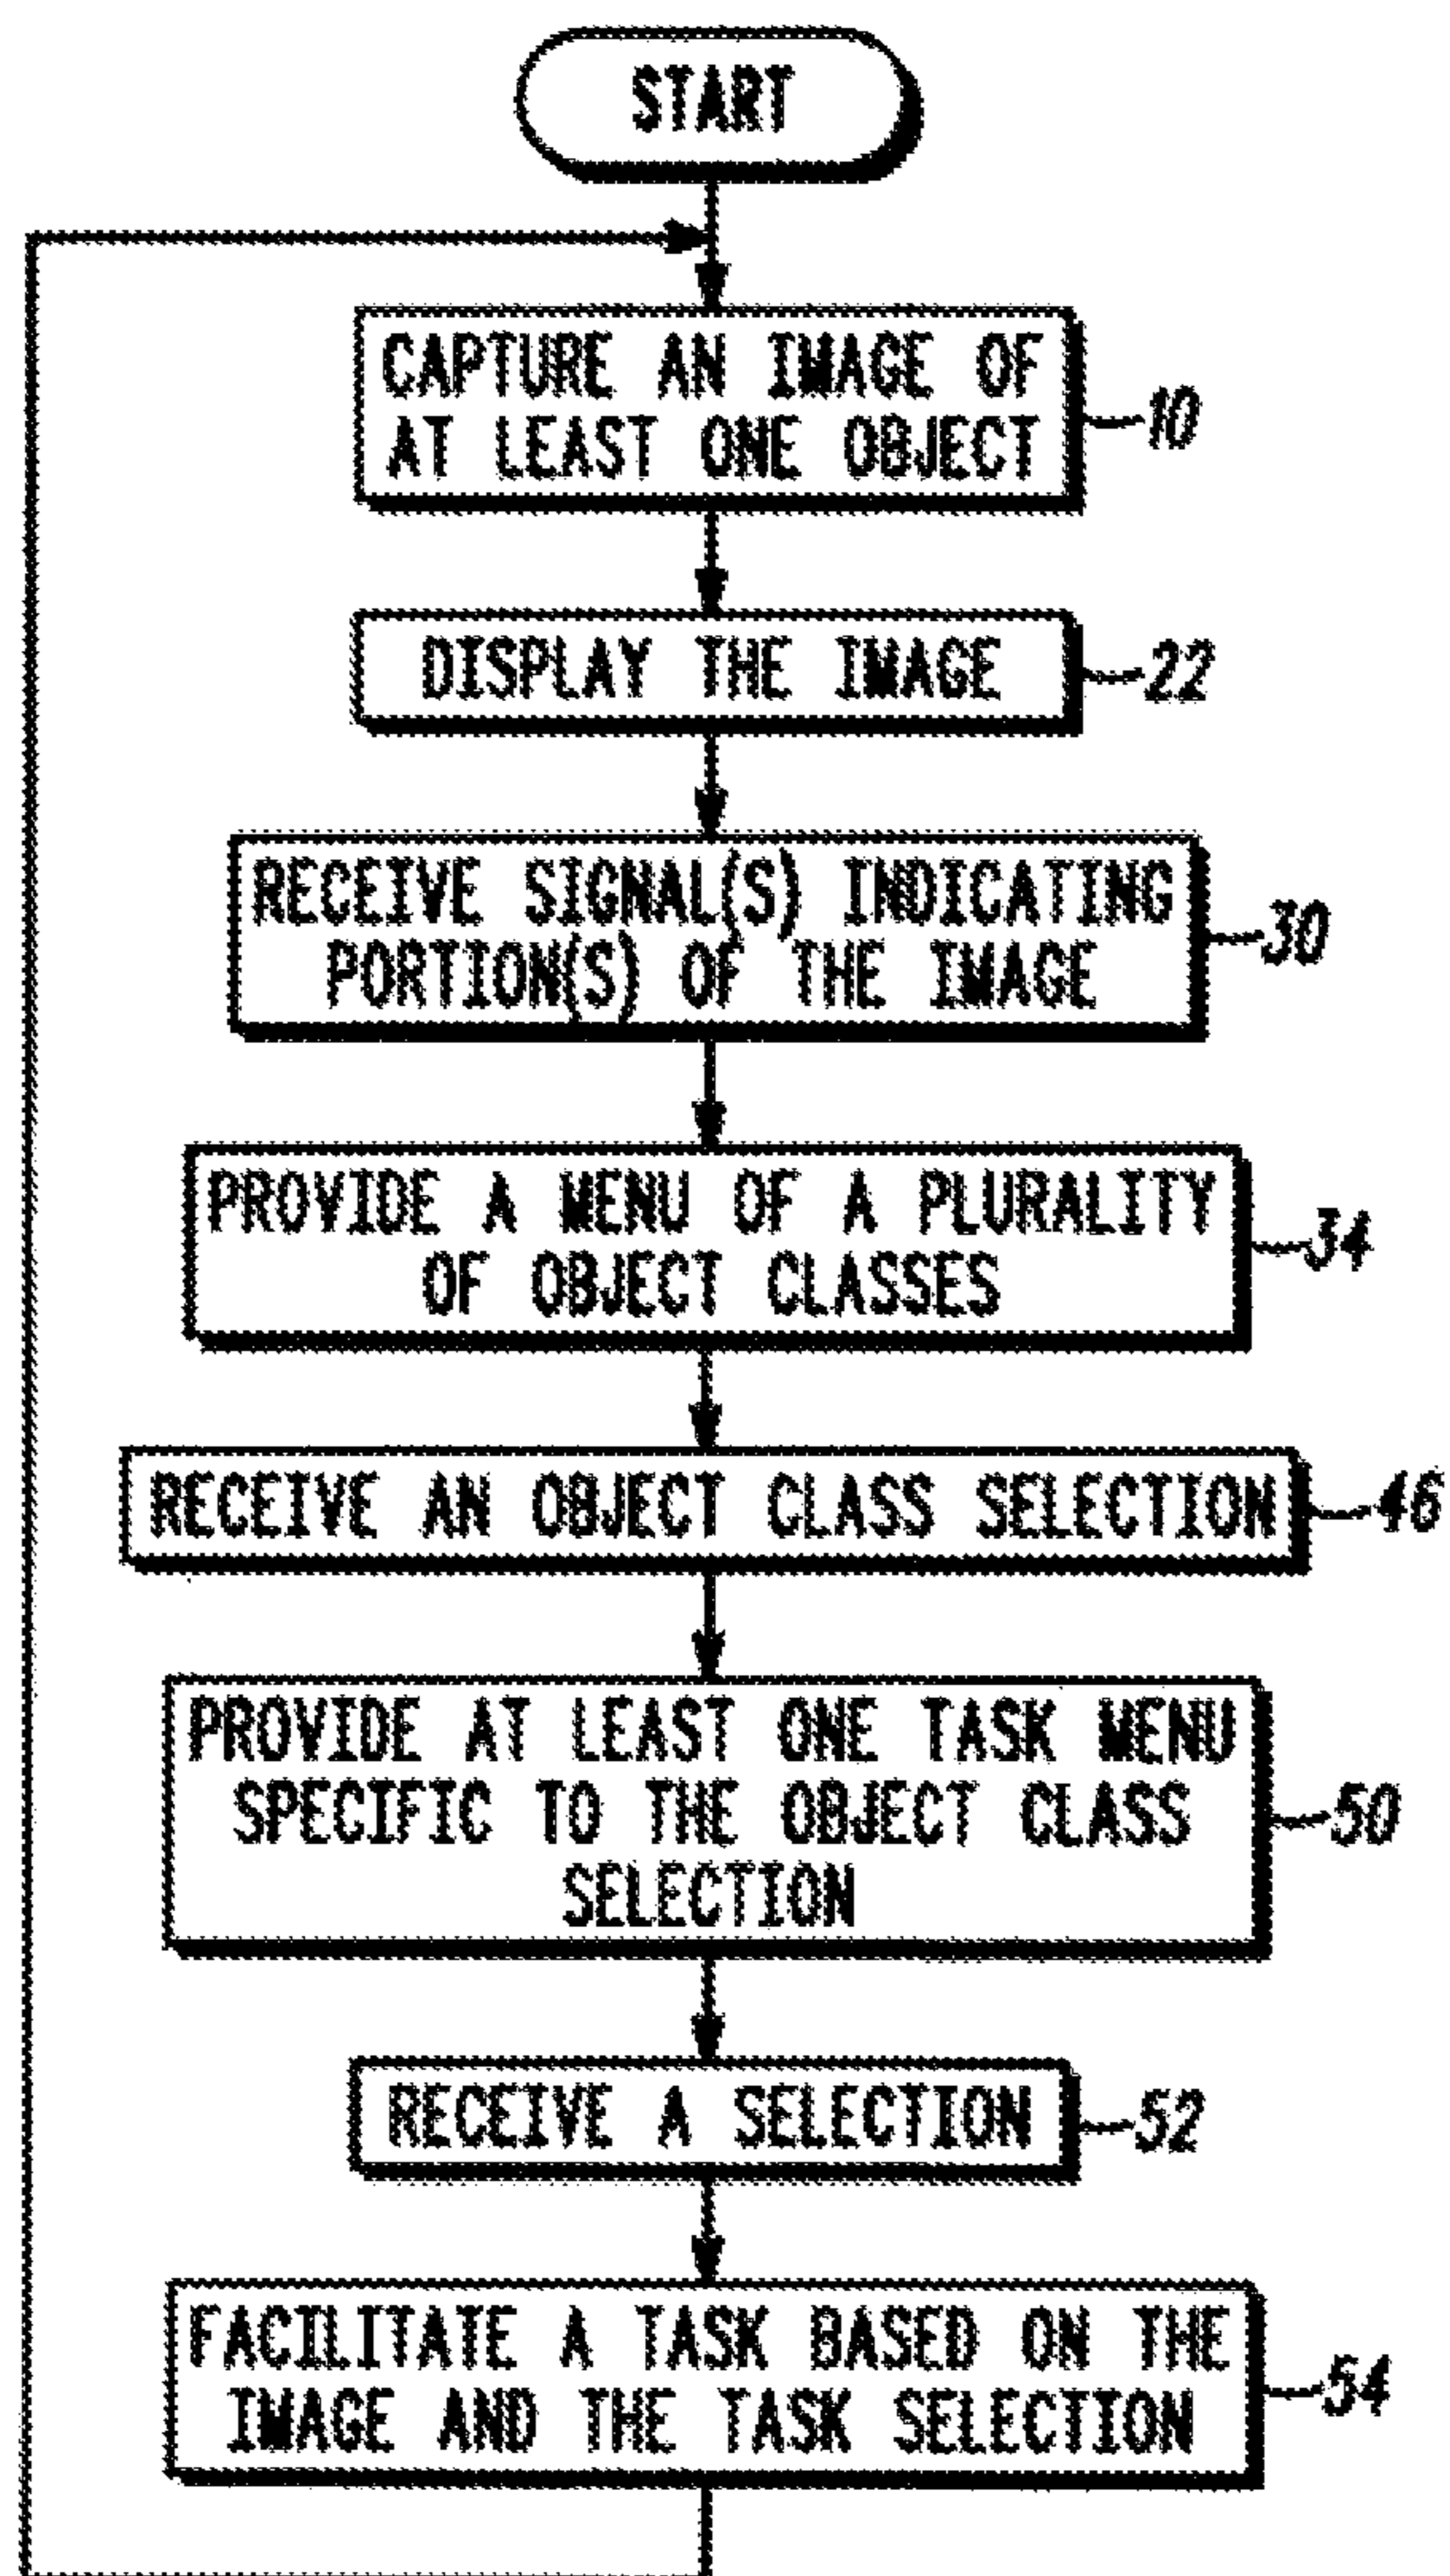 START
CAPTURE AN IMAGE OF
AT LEAST ONE OBJECT
10
DISPLAY THE IMAGE
22
RECEIVE SIGNAL(S) INDICATING
PORTION(S) OF THE IMAGE
30
PROVIDE A MENU OF A PLURALITY
OF OBJECT CLASSES
34
RECEIVE AN OBJECT CLASS SELECTION
46
PROVIDE AT LEAST ONE TASK MENU
SPECIFIC TO THE OBJECT CLASS
SELECTION
50
RECEIVE A SELECTION
52
FACILITATE A TASK BASED ON THE
IMAGE AND THE TASK SELECTION
54